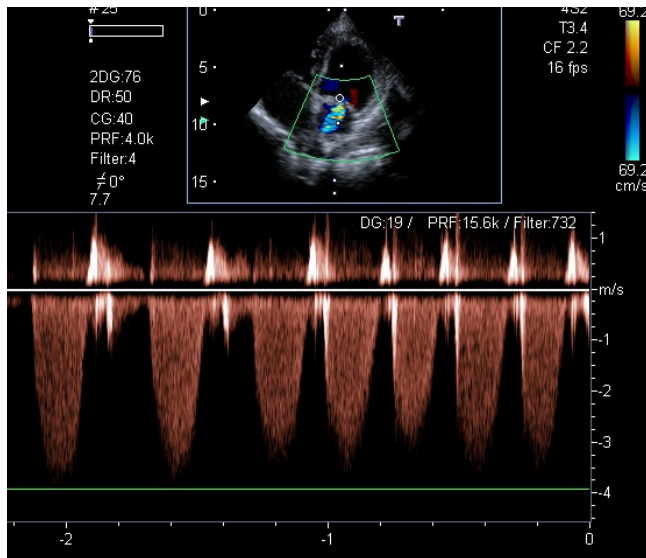 #25
2DG:76
DR:50
CG:40
PRF:4.0k
Filter:4
0°
7.7
0
5
10
15
T
4S2
T3.4
CF 2.2
16 fps
69.2
69.2
cm/s
DG:19 / PRF:15.6k / Filter:732
1
m/s
-1
-2
-3
-4
-2
-1
0